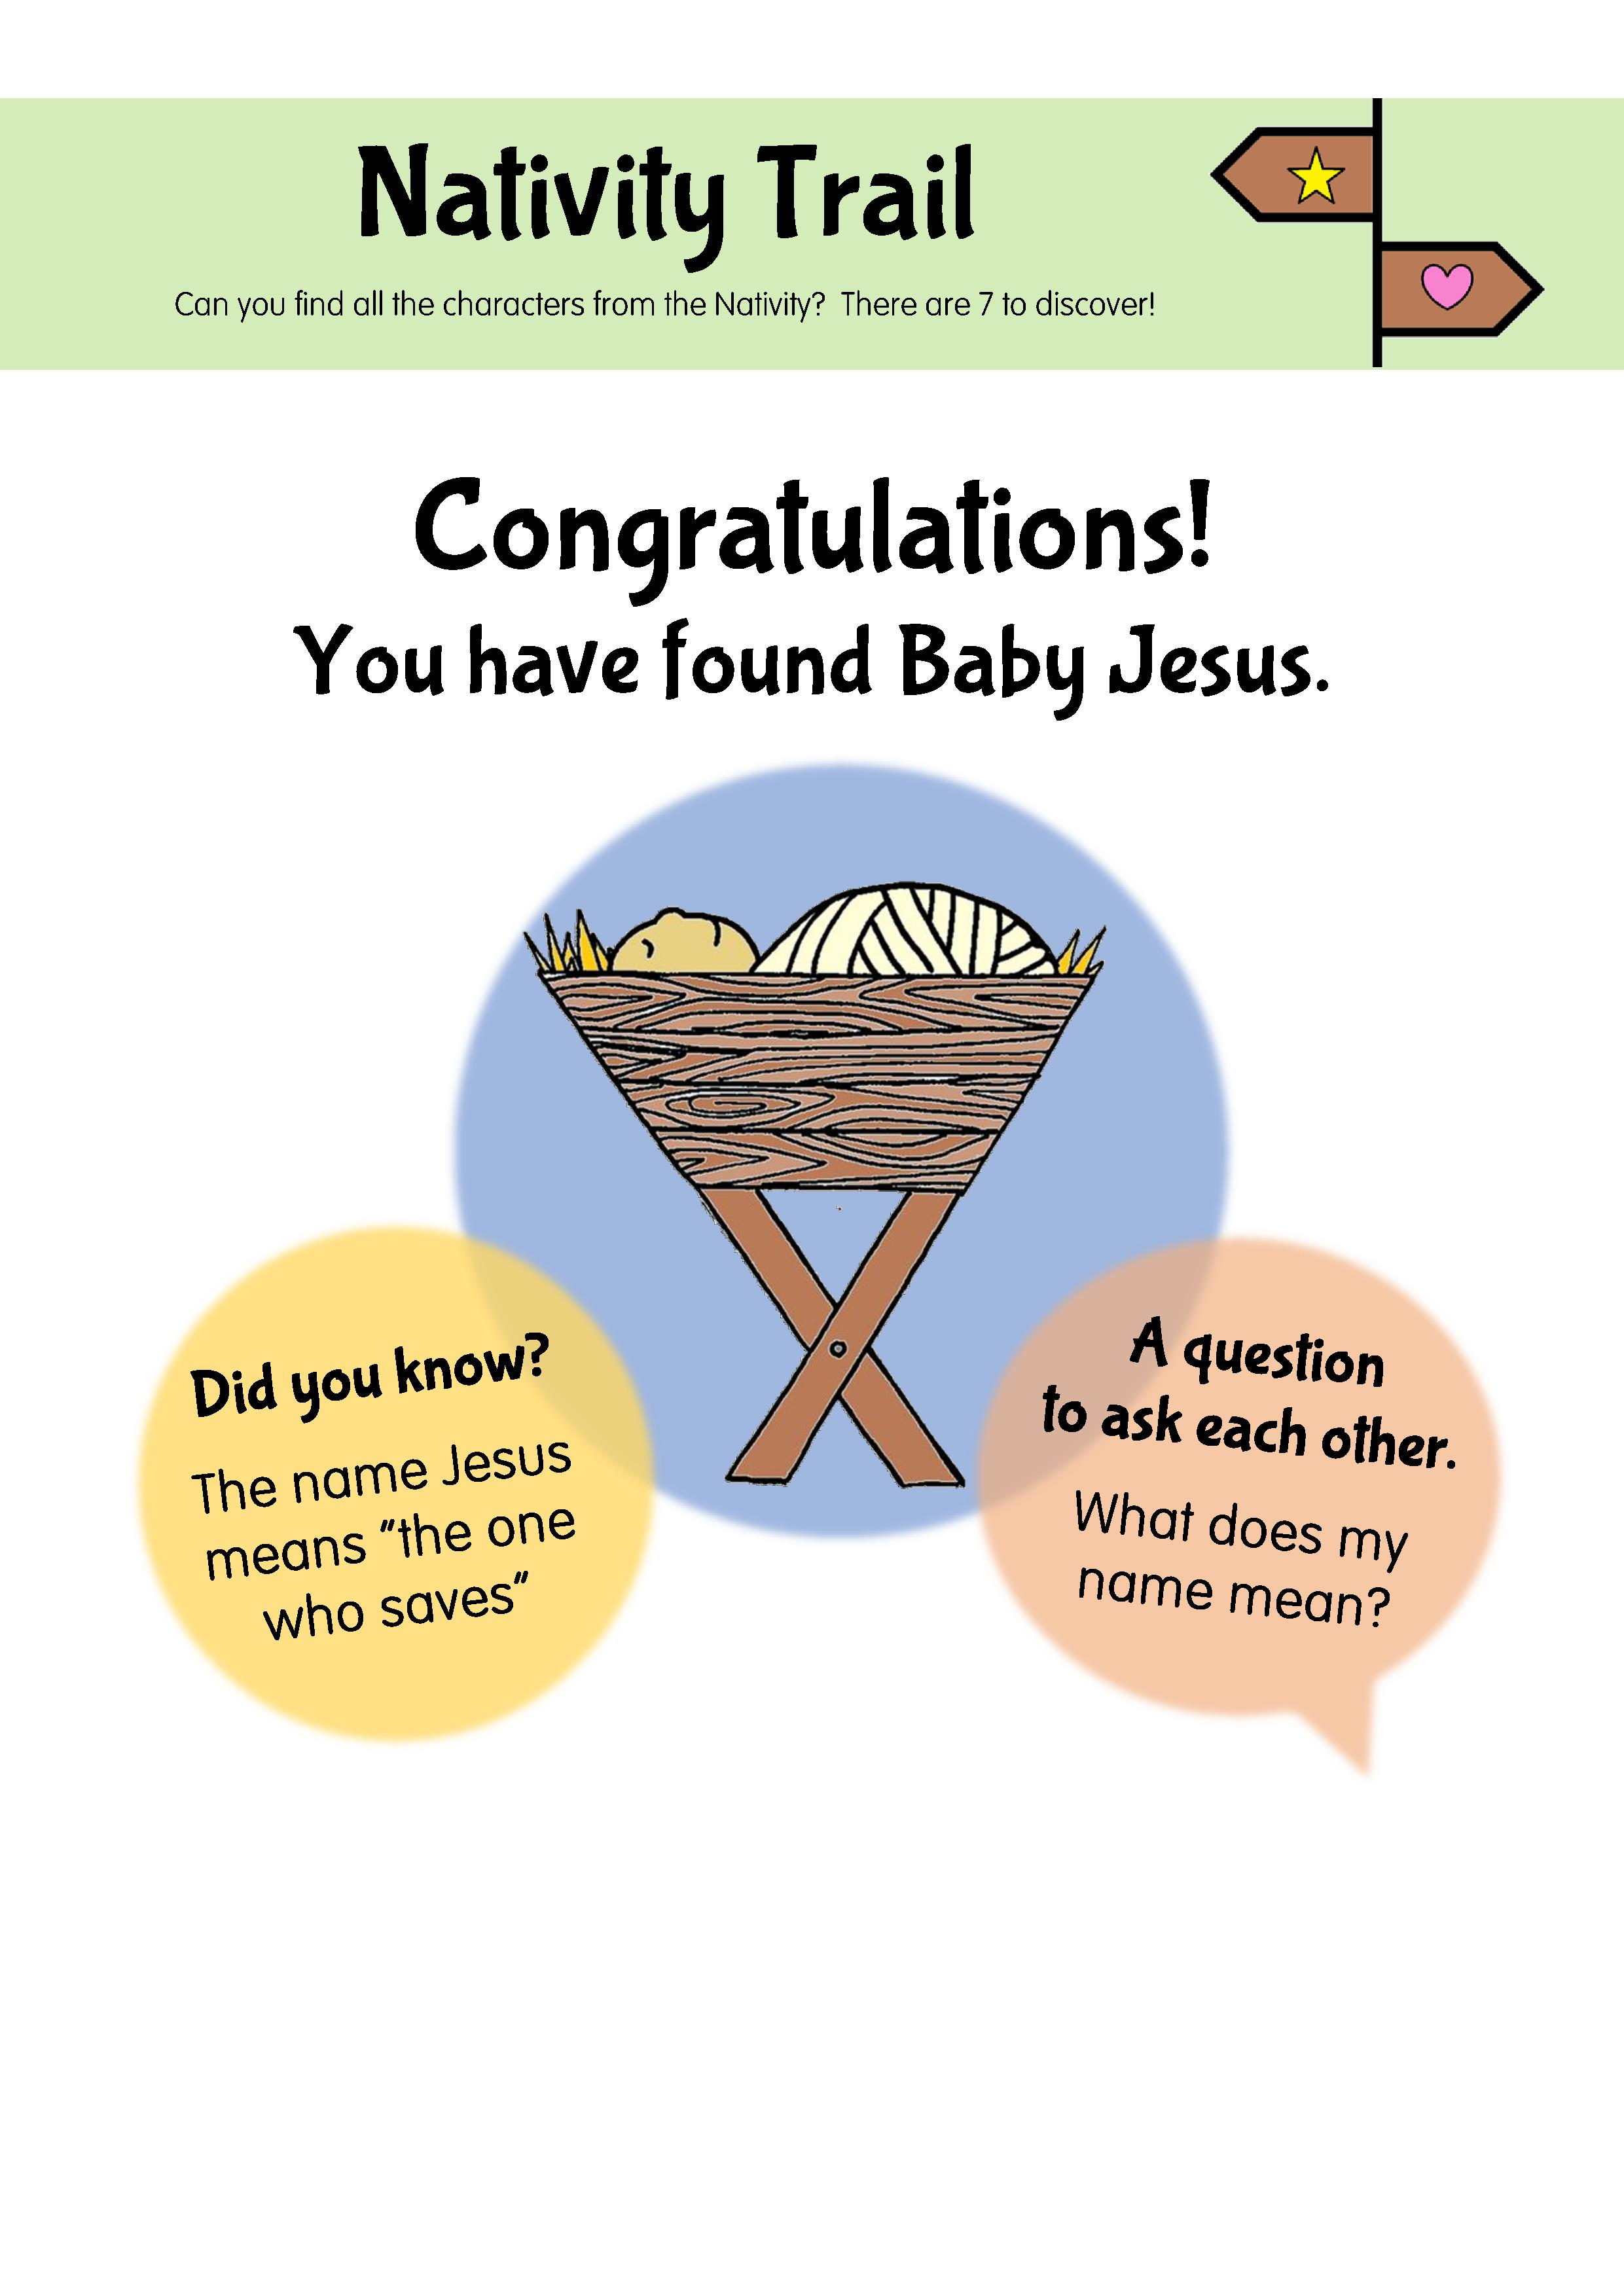 Nativity Trail
Can you find all the characters from the Nativity?  There are 7 to discover!
Congratulations!
You have found Baby Jesus.
Did you know?
The name Jesus
means “the one
who saves”
A question
to ask each other.
What does my
name mean?